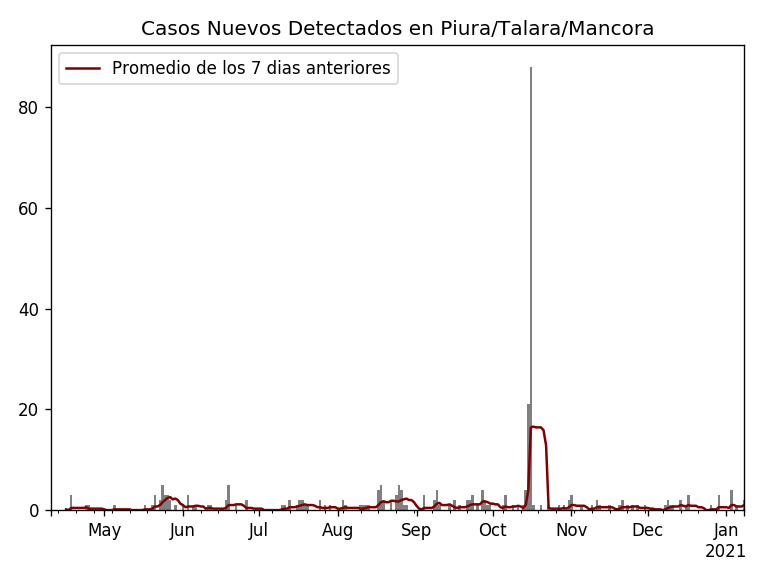 Casos Nuevos Detectados en Piura/Talara/Mancora
Promedio de los 7 dias anteriores
80
60
40
20
0
May Jun Jul Aug Sep Oct Nov Dec Jan
2021